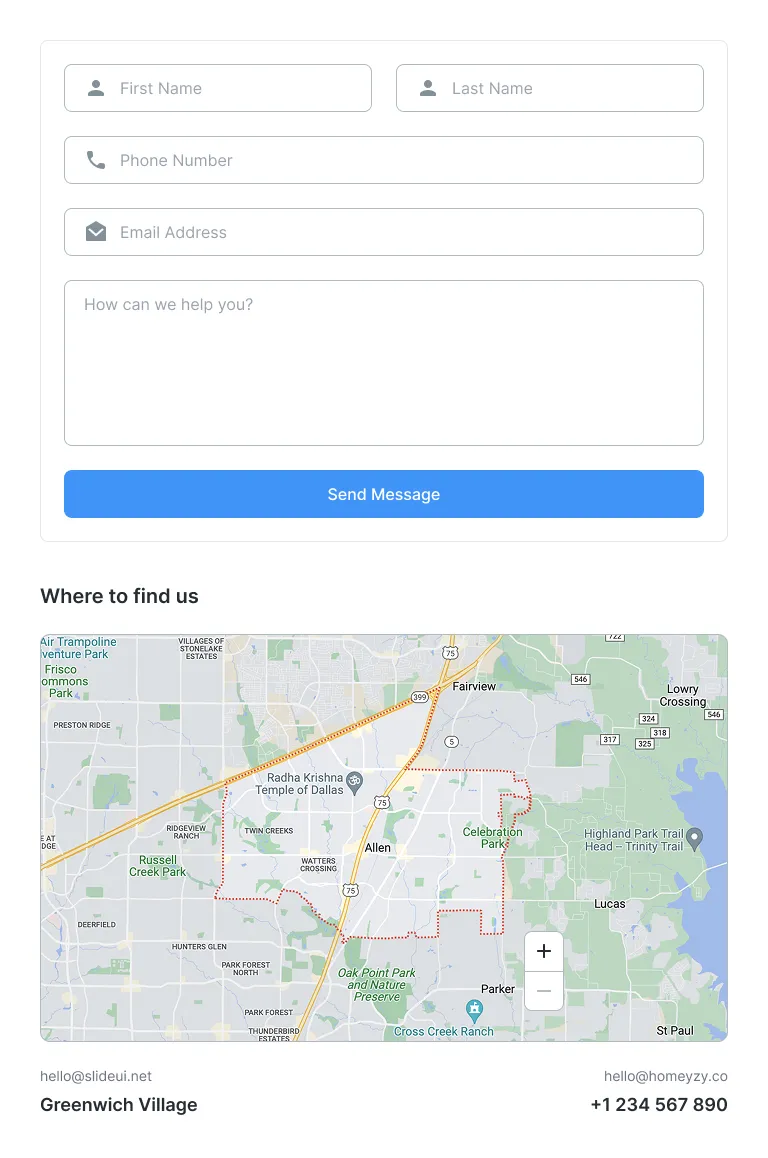 First Name
Last Name
Phone Number
Email Address
How can we help you?
Send Message
Where to find us
Air Trampoline
venture Park
VILLAGES OF
STONELAKE
ESTATES
75
722
Frisco
ommons
Park
399
Fairview
546
Lowry
Crossing
546
PRESTON RIDGE
324
318
317
325
5
Radha Krishna
Temple of Dallas
75
RIDGEVIEW
RANCH
TWIN CREEKS
Celebration
Park
Highland Park Trail
Head – Trinity Trail
E AT
DGE
Allen
Russell
Creek Park
WATTERS
CROSSING
75
Lucas
DEERFIELD
HUNTERS GLEN
+
PARK FOREST
NORTH
Oak Point Park
and Nature
Preserve
Parker
−
PARK FOREST
Cross Creek Ranch
St Paul
THUNDERBIRD
ESTATES
hello@slideui.net
hello@homeyzy.co
Greenwich Village
+1 234 567 890